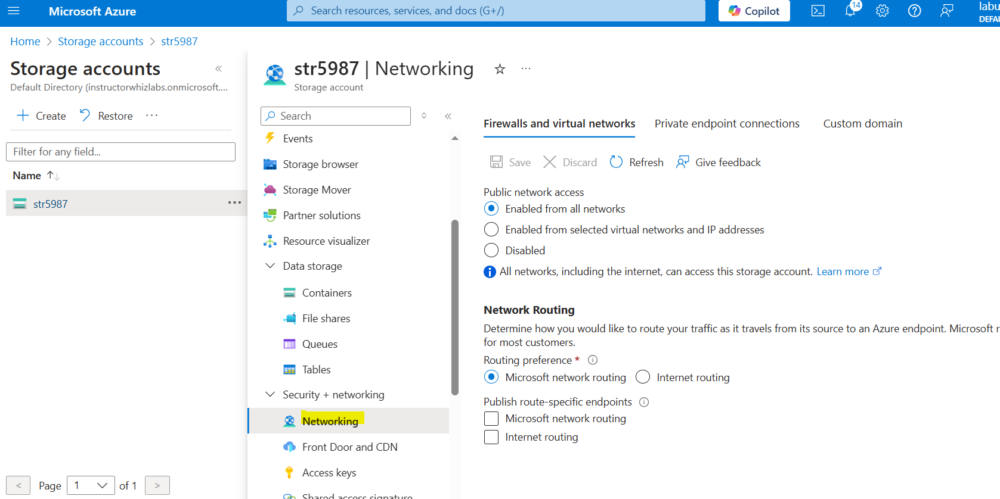 Microsoft Azure
Search resources, services, and docs (G+/)
Copilot
14
labu
DEFAU
Home > Storage accounts > str5987
Storage accounts
Default Directory (instructorwhizlabs.onmicrosoft....
+ Create
Restore
...
Filter for any field...
Name
str5987
...
< Page 1 of 1 >
str5987 | Networking
...
Storage account
Search
Events
Storage browser
Storage Mover
Partner solutions
Resource visualizer
Data storage
Containers
File shares
Queues
Tables
Security + networking
Networking
Front Door and CDN
Access keys
Shared access signature
Firewalls and virtual networks
Private endpoint connections
Custom domain
Save
Discard
Refresh
Give feedback
Public network access
Enabled from all networks
Enabled from selected virtual networks and IP addresses
Disabled
All networks, including the internet, can access this storage account. Learn more
Network Routing
Determine how you would like to route your traffic as it travels from its source to an Azure endpoint. Microsoft r
for most customers.
Routing preference *
Microsoft network routing
Internet routing
Publish route-specific endpoints
Microsoft network routing
Internet routing